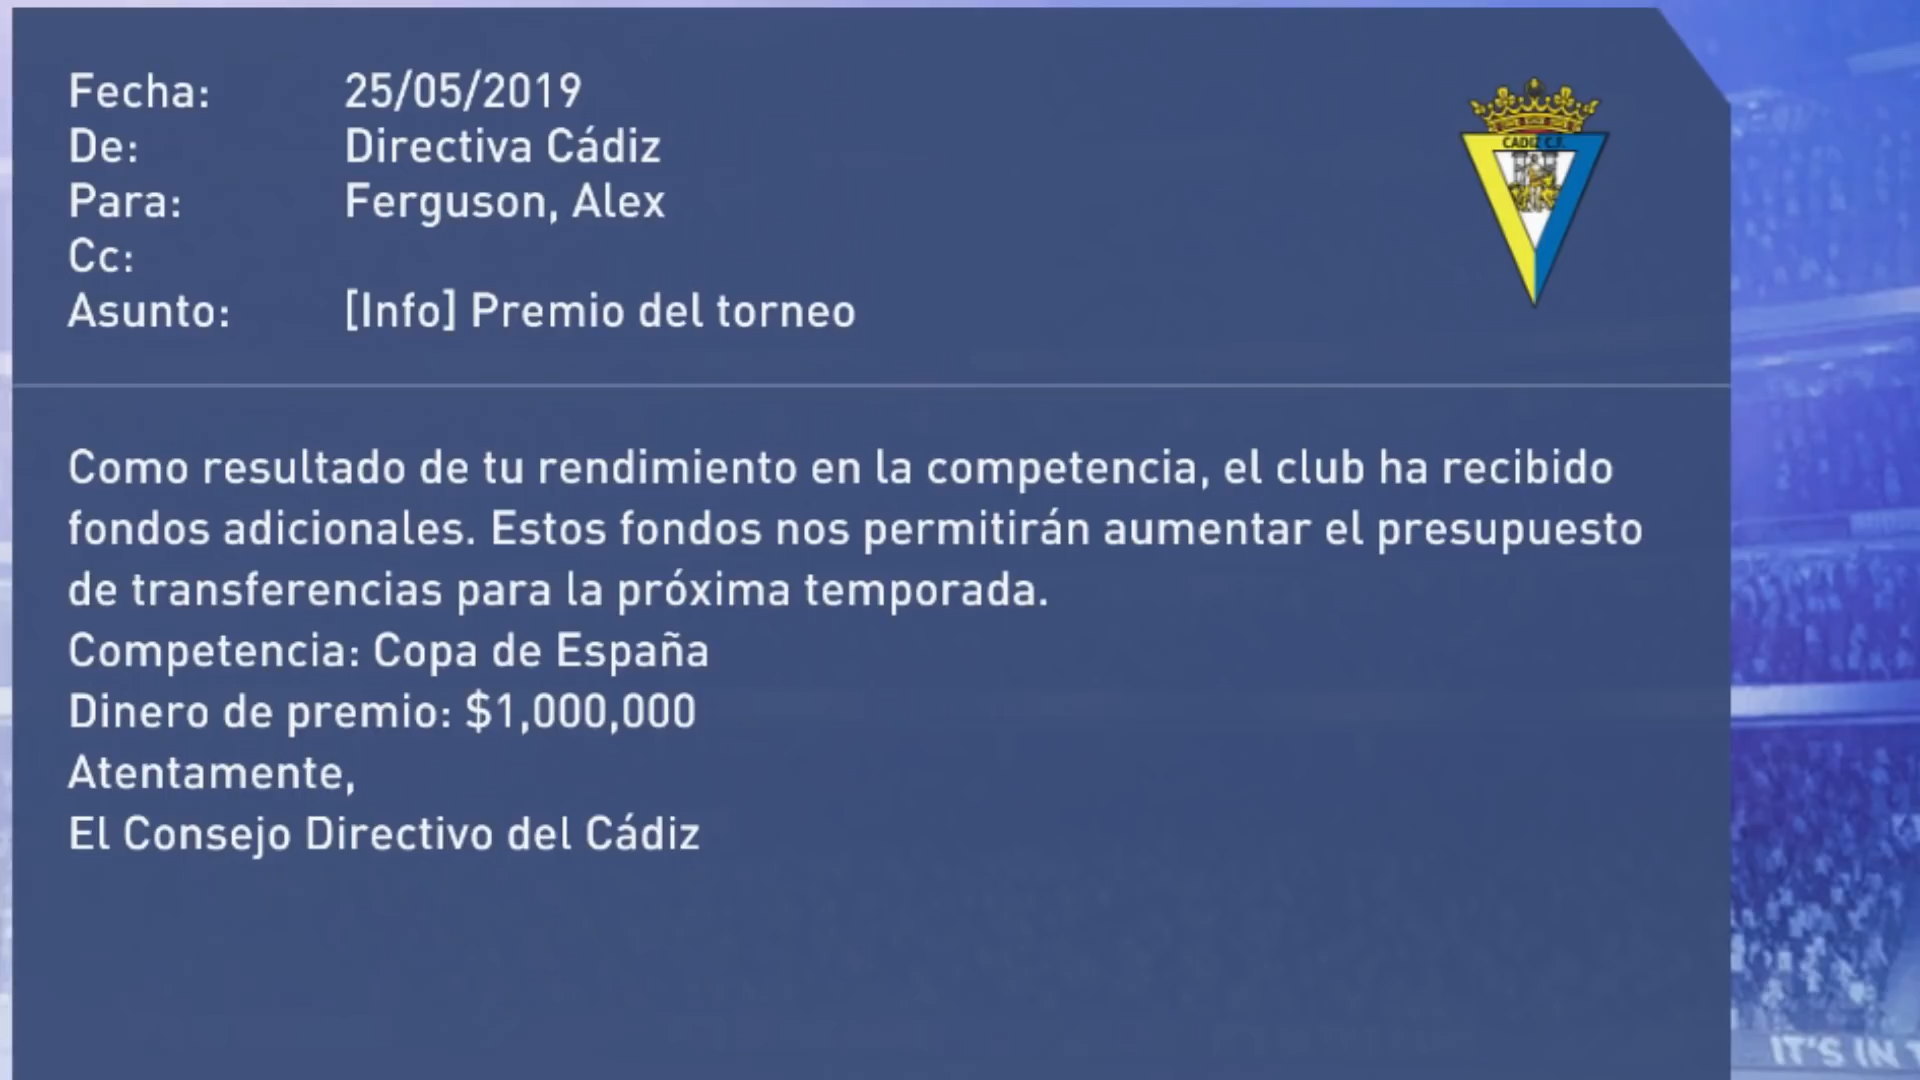 Fecha: 25/05/2019
De: Directiva Cádiz
Para: Ferguson, Alex
Cc:
Asunto: [Info] Premio del torneo
CADIZ C.F.
Como resultado de tu rendimiento en la competencia, el club ha recibido
fondos adicionales. Estos fondos nos permitirán aumentar el presupuesto
de transferencias para la próxima temporada.
Competencia: Copa de España
Dinero de premio: $1,000,000
Atentamente,
El Consejo Directivo del Cádiz
IT'S IN T